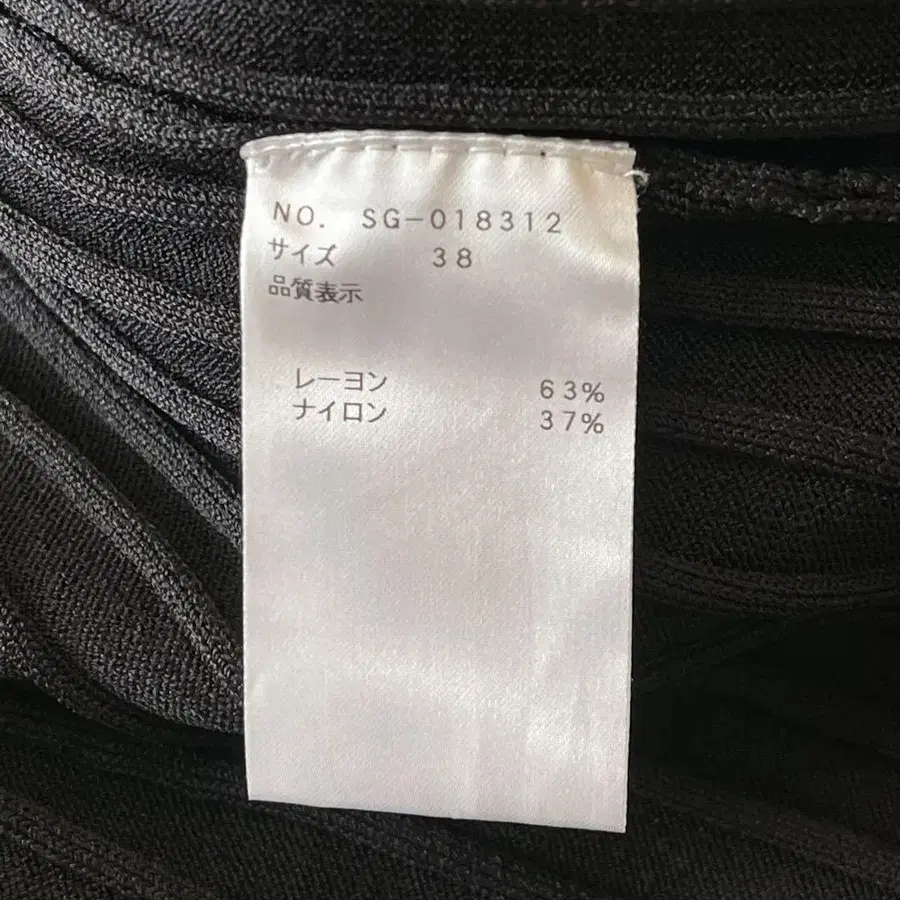 NO. SG-018312
サイズ 38
品質表示
レーヨン 63%
ナイロン 37%